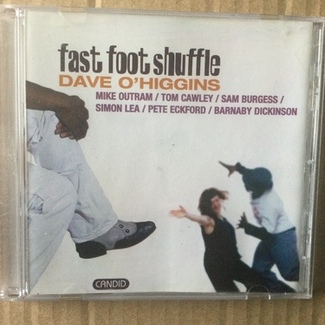 fast foot shuffle
DAVE O'HIGGINS
MIKE OUTRAM / TOM CAWLEY / SAM BURGESS /
SIMON LEA / PETE ECKFORD / BARNABY DICKINSON
CANDID